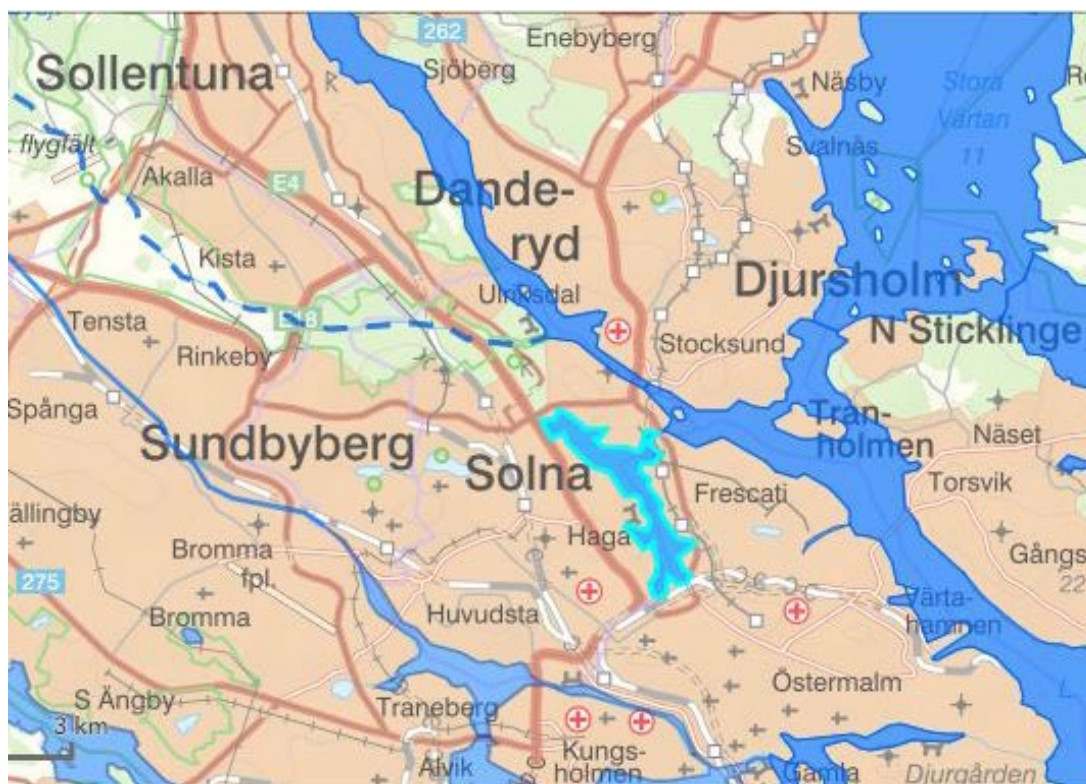 262
Enebyberg
Sjöberg
Sollentuna
Näsby
Stora
Värtan
11
flygfält
Svalnäs
Akalla
E4
Dande-
ryd
Kista
Ulriksdal
Djursholm
E18
Tensta
Rinkeby
Stocksund
N Sticklinge
Spånga
Sundbyberg
Solna
Tran-
holmen
Näset
Frescati
Torsvik
ällingby
Haga
Bromma
fpl.
Gångs
22
275
Bromma
Huvudsta
Värta-
hamnen
S Ängby
Traneberg
Östermalm
L
3 km
Alvik
Kungs-
holmen
Gamla
Djurgården